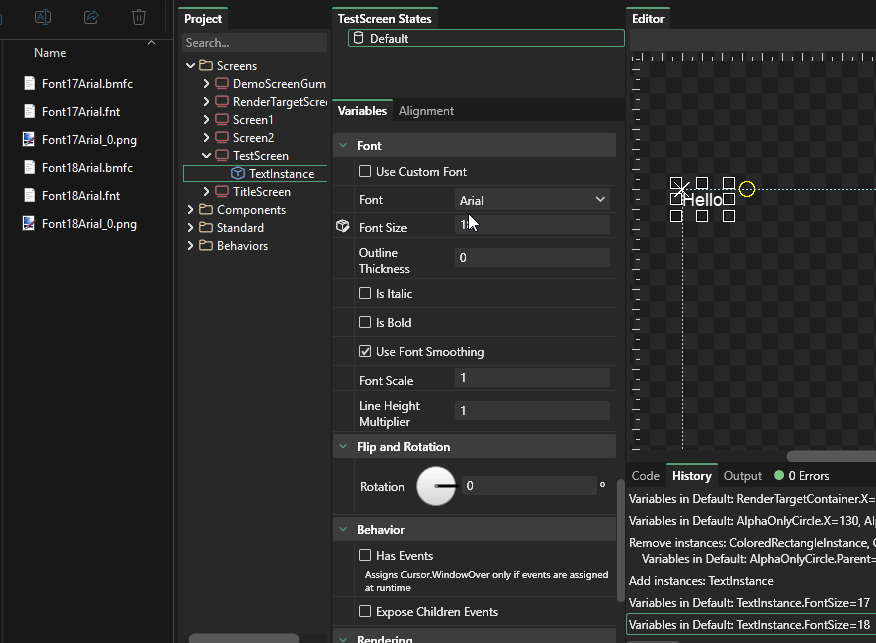 Name
Font17Arial.bmfc
Font17Arial.fnt
Font17Arial_0.png
Font18Arial.bmfc
Font18Arial.fnt
Font18Arial_0.png
Project
Search...
Screens
DemoScreenGum
RenderTargetScree
Screen1
Screen2
TestScreen
TextInstance
TitleScreen
Components
Standard
Behaviors
TestScreen States
Default
Variables Alignment
Font
Use Custom Font
Font Arial
Font Size
Outline
Thickness
0
Is Italic
Is Bold
Use Font Smoothing
Font Scale 1
Line Height
Multiplier
1
Flip and Rotation
Rotation 0 °
Behavior
Has Events
Assigns Cursor.WindowOver only if events are assigned
at runtime
Expose Children Events
Rendering
Editor
Hello
Code History Output 0 Errors
Variables in Default: RenderTargetContainer.X=
Variables in Default: AlphaOnlyCircle.X=130, Al
Remove instances: ColoredRectangleInstance, C
Variables in Default: AlphaOnlyCircle.Parent=
Add instances: TextInstance
Variables in Default: TextInstance.FontSize=17
Variables in Default: TextInstance.FontSize=18